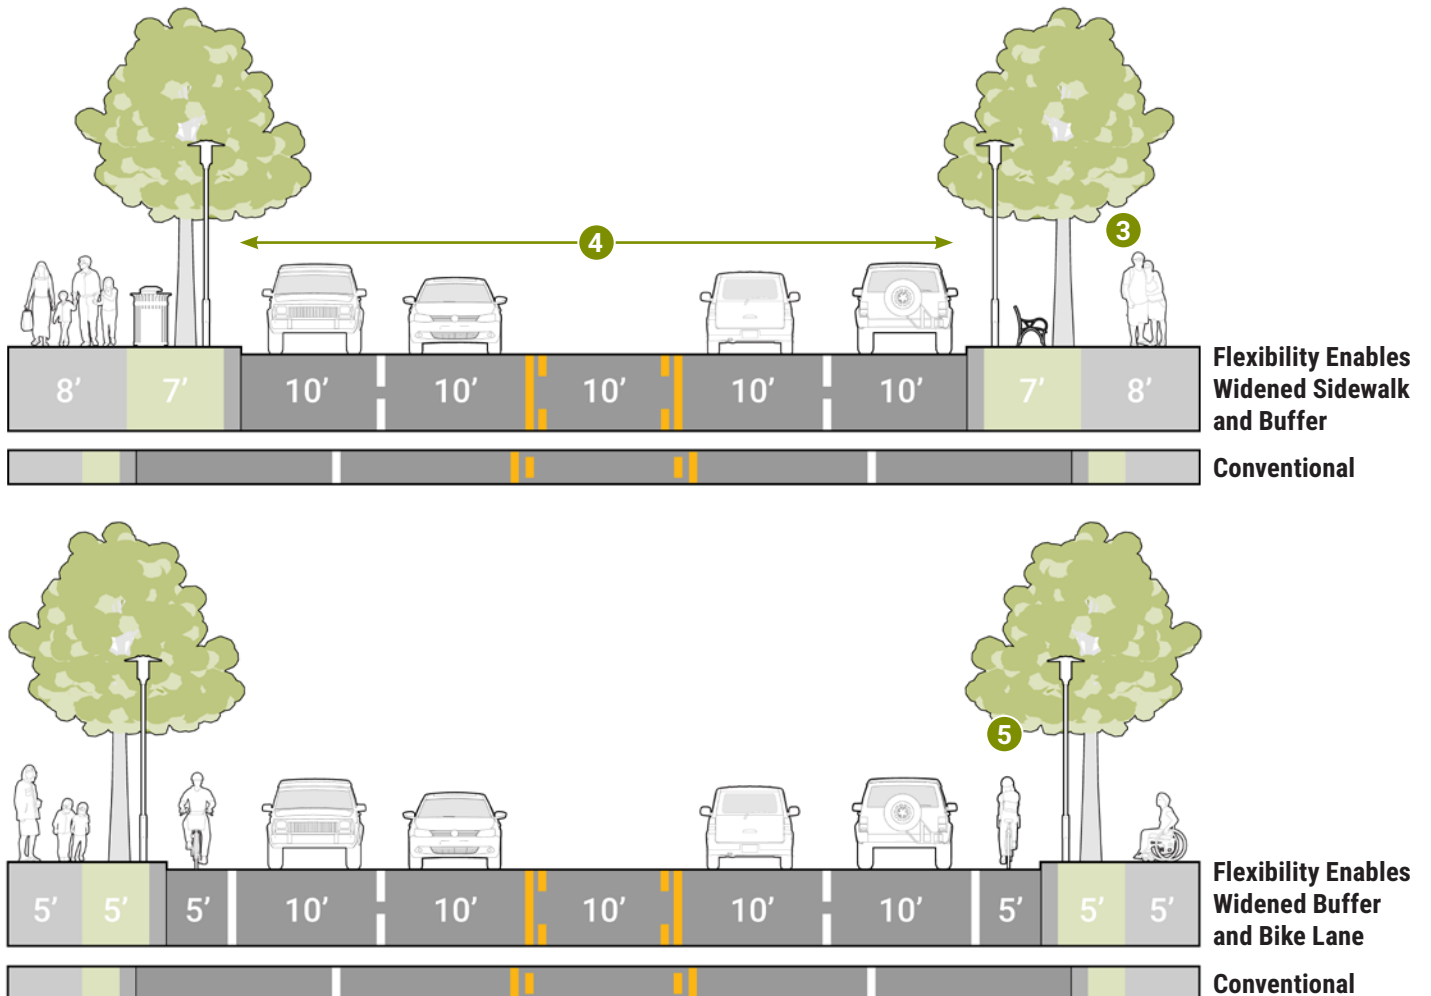 4
3
8’ 7’ 10’ 10’ 10’ 10’ 10’ 7’ 8’
Flexibility Enables
Widened Sidewalk
and Buffer
Conventional
5
5’ 5’ 5’ 10’ 10’ 10’ 10’ 10’ 5’ 5’ 5’
Flexibility Enables
Widened Buffer
and Bike Lane
Conventional